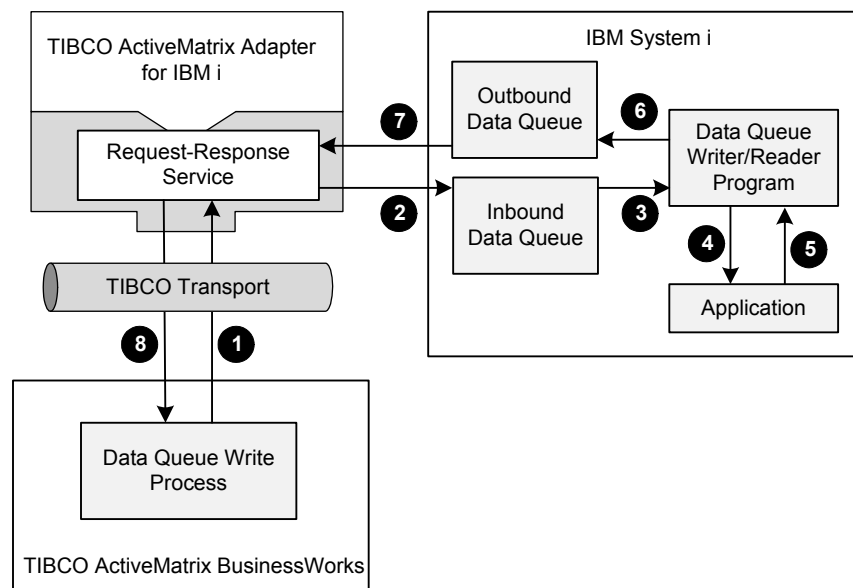 TIBCO ActiveMatrix Adapter
for IBM i
Request-Response
Service
IBM System i
Outbound
Data Queue
Inbound
Data Queue
Data Queue
Writer/Reader
Program
Application
7
6
2
3
4
5
TIBCO Transport
8
1
Data Queue Write
Process
TIBCO ActiveMatrix BusinessWorks